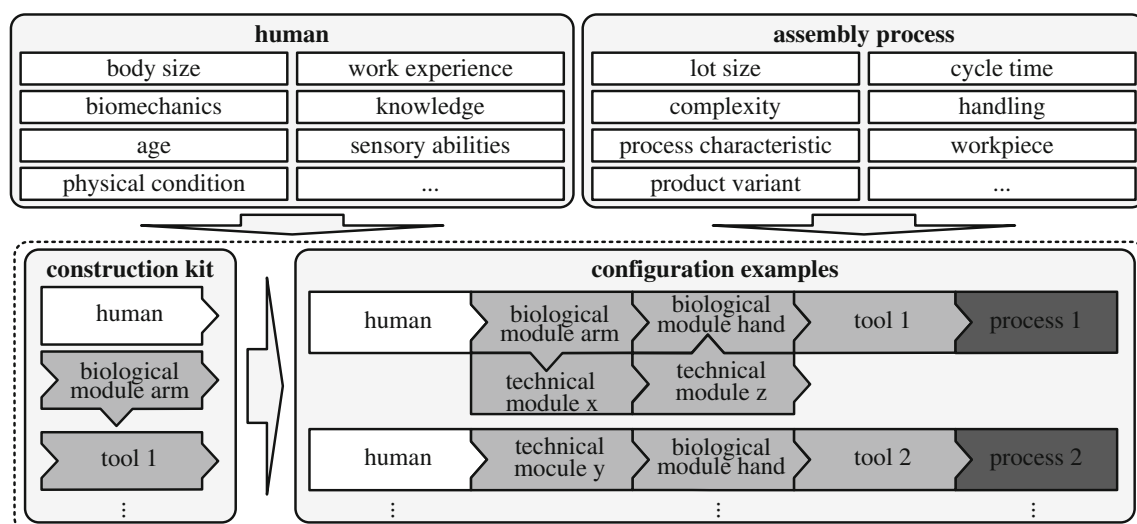 human
body size
work experience
biomechanics
knowledge
age
sensory abilities
physical condition
...
assembly process
lot size
cycle time
complexity
handling
process characteristic
workpiece
product variant
...
construction kit
human
biological
module arm
tool 1
...
configuration examples
human
biological
module arm
biological
module hand
tool 1
process 1
technical
module x
technical
module z
human
technical
mocule y
biological
module hand
tool 2
process 2
...
...
...